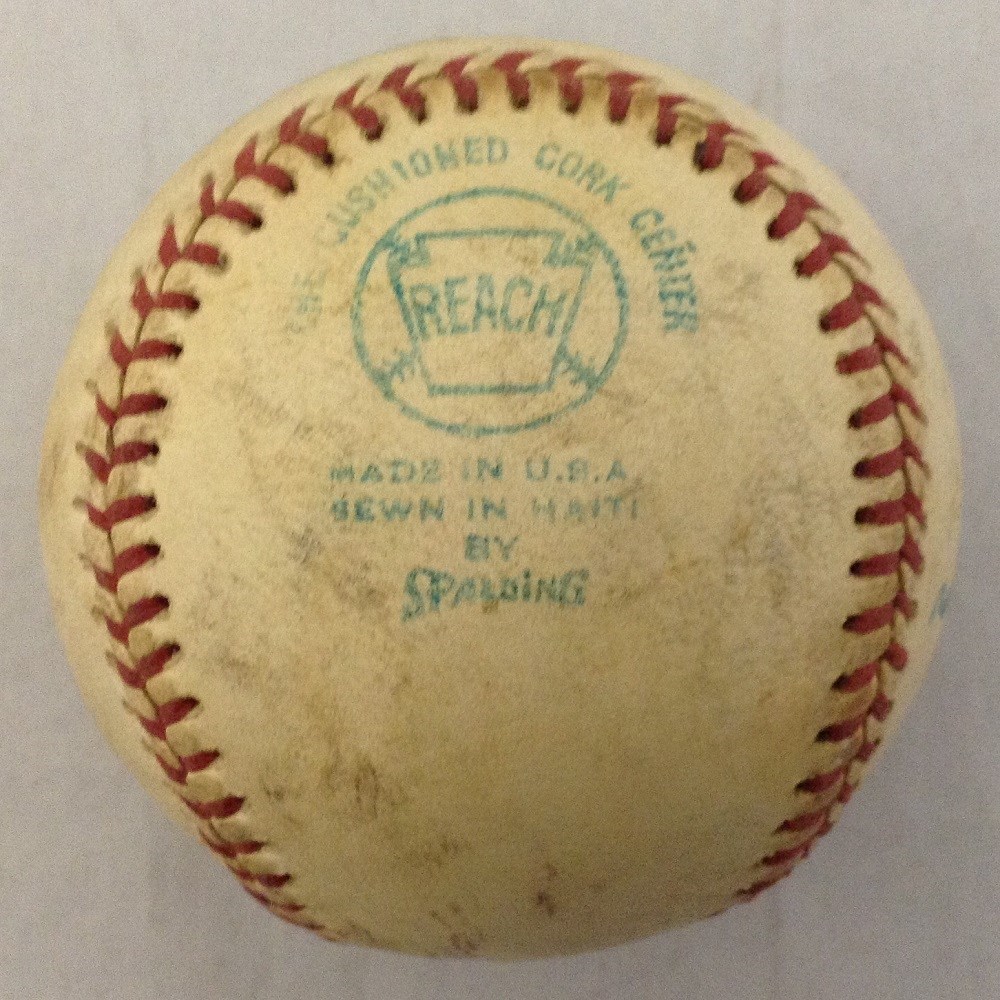 THE CUSHIONED CORK CENTER
REACH
MADE IN U.S.A
SEWN IN HAITI
BY
SPALDING